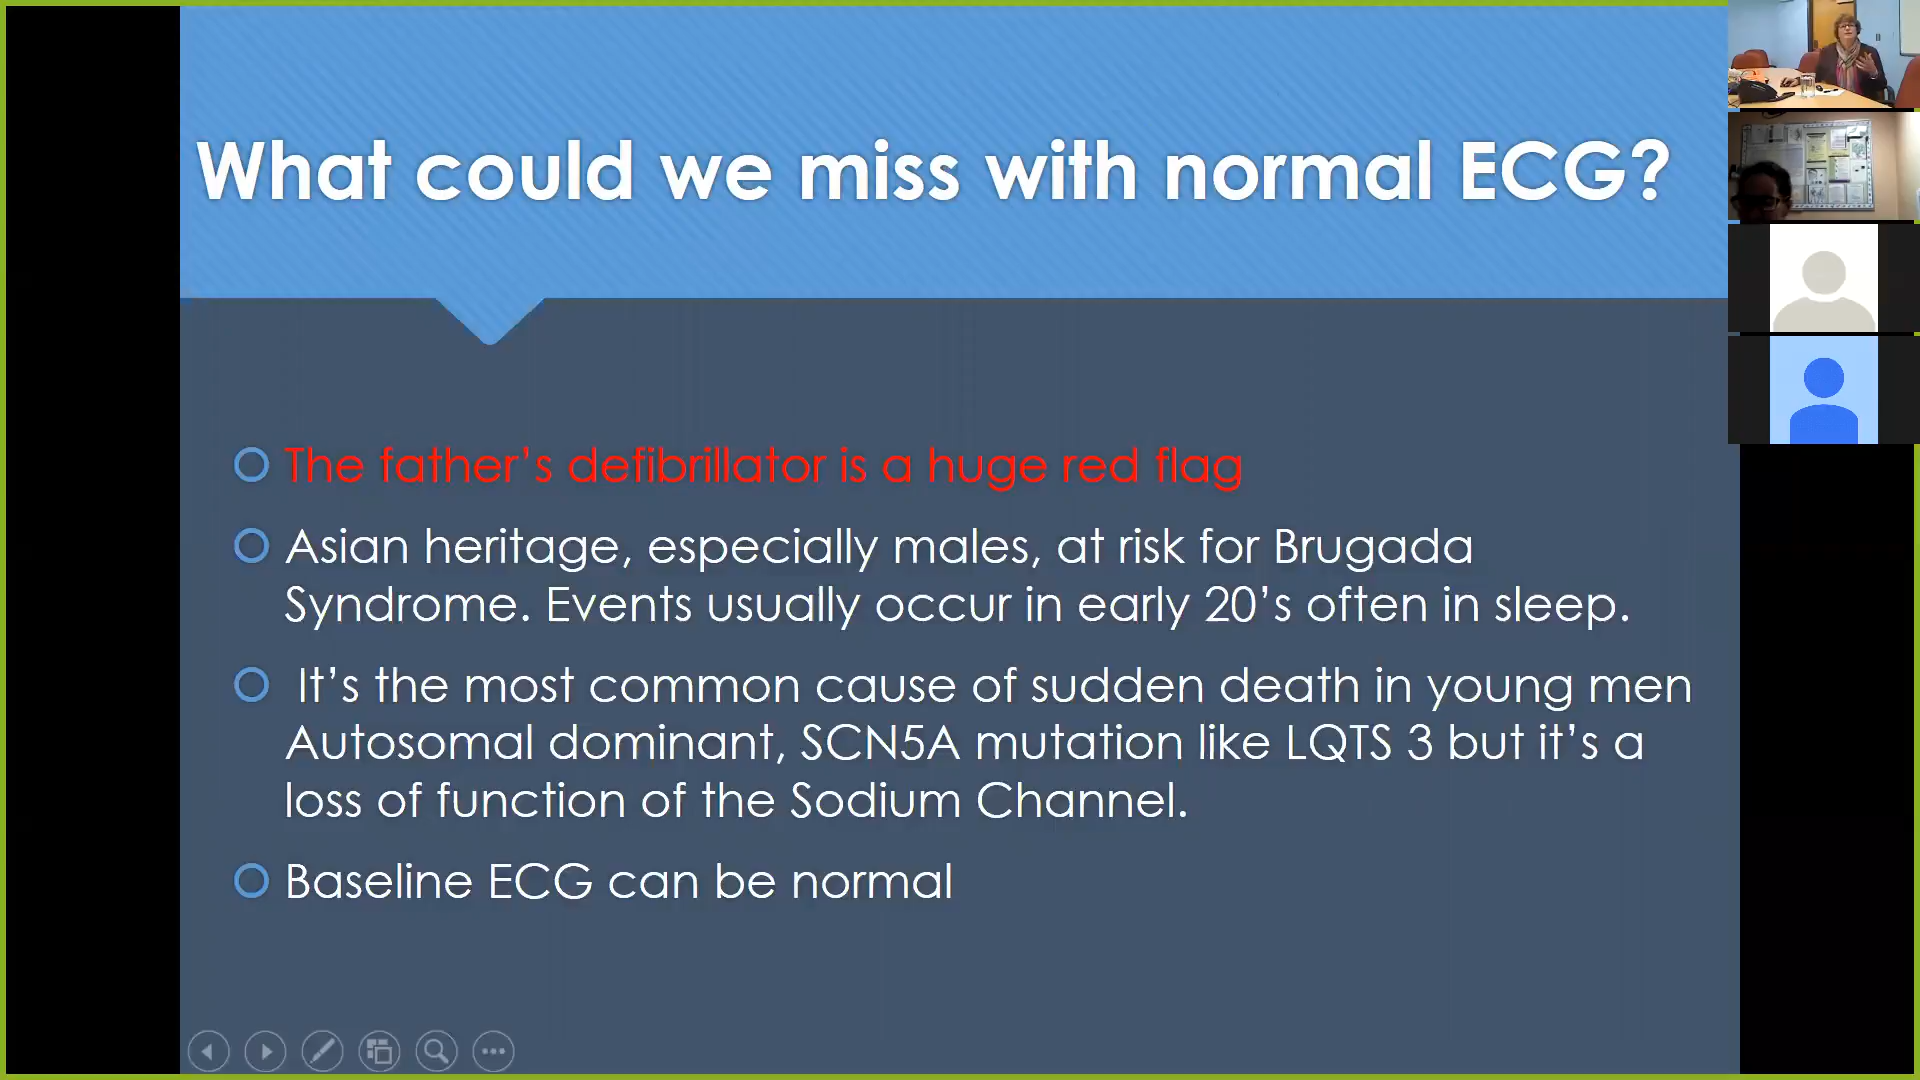 What could we miss with normal ECG?
The father’s defibrillator is a huge red flag
Asian heritage, especially males, at risk for Brugada
Syndrome. Events usually occur in early 20’s often in sleep.
It’s the most common cause of sudden death in young men
Autosomal dominant, SCN5A mutation like LQTS 3 but it’s a
loss of function of the Sodium Channel.
Baseline ECG can be normal